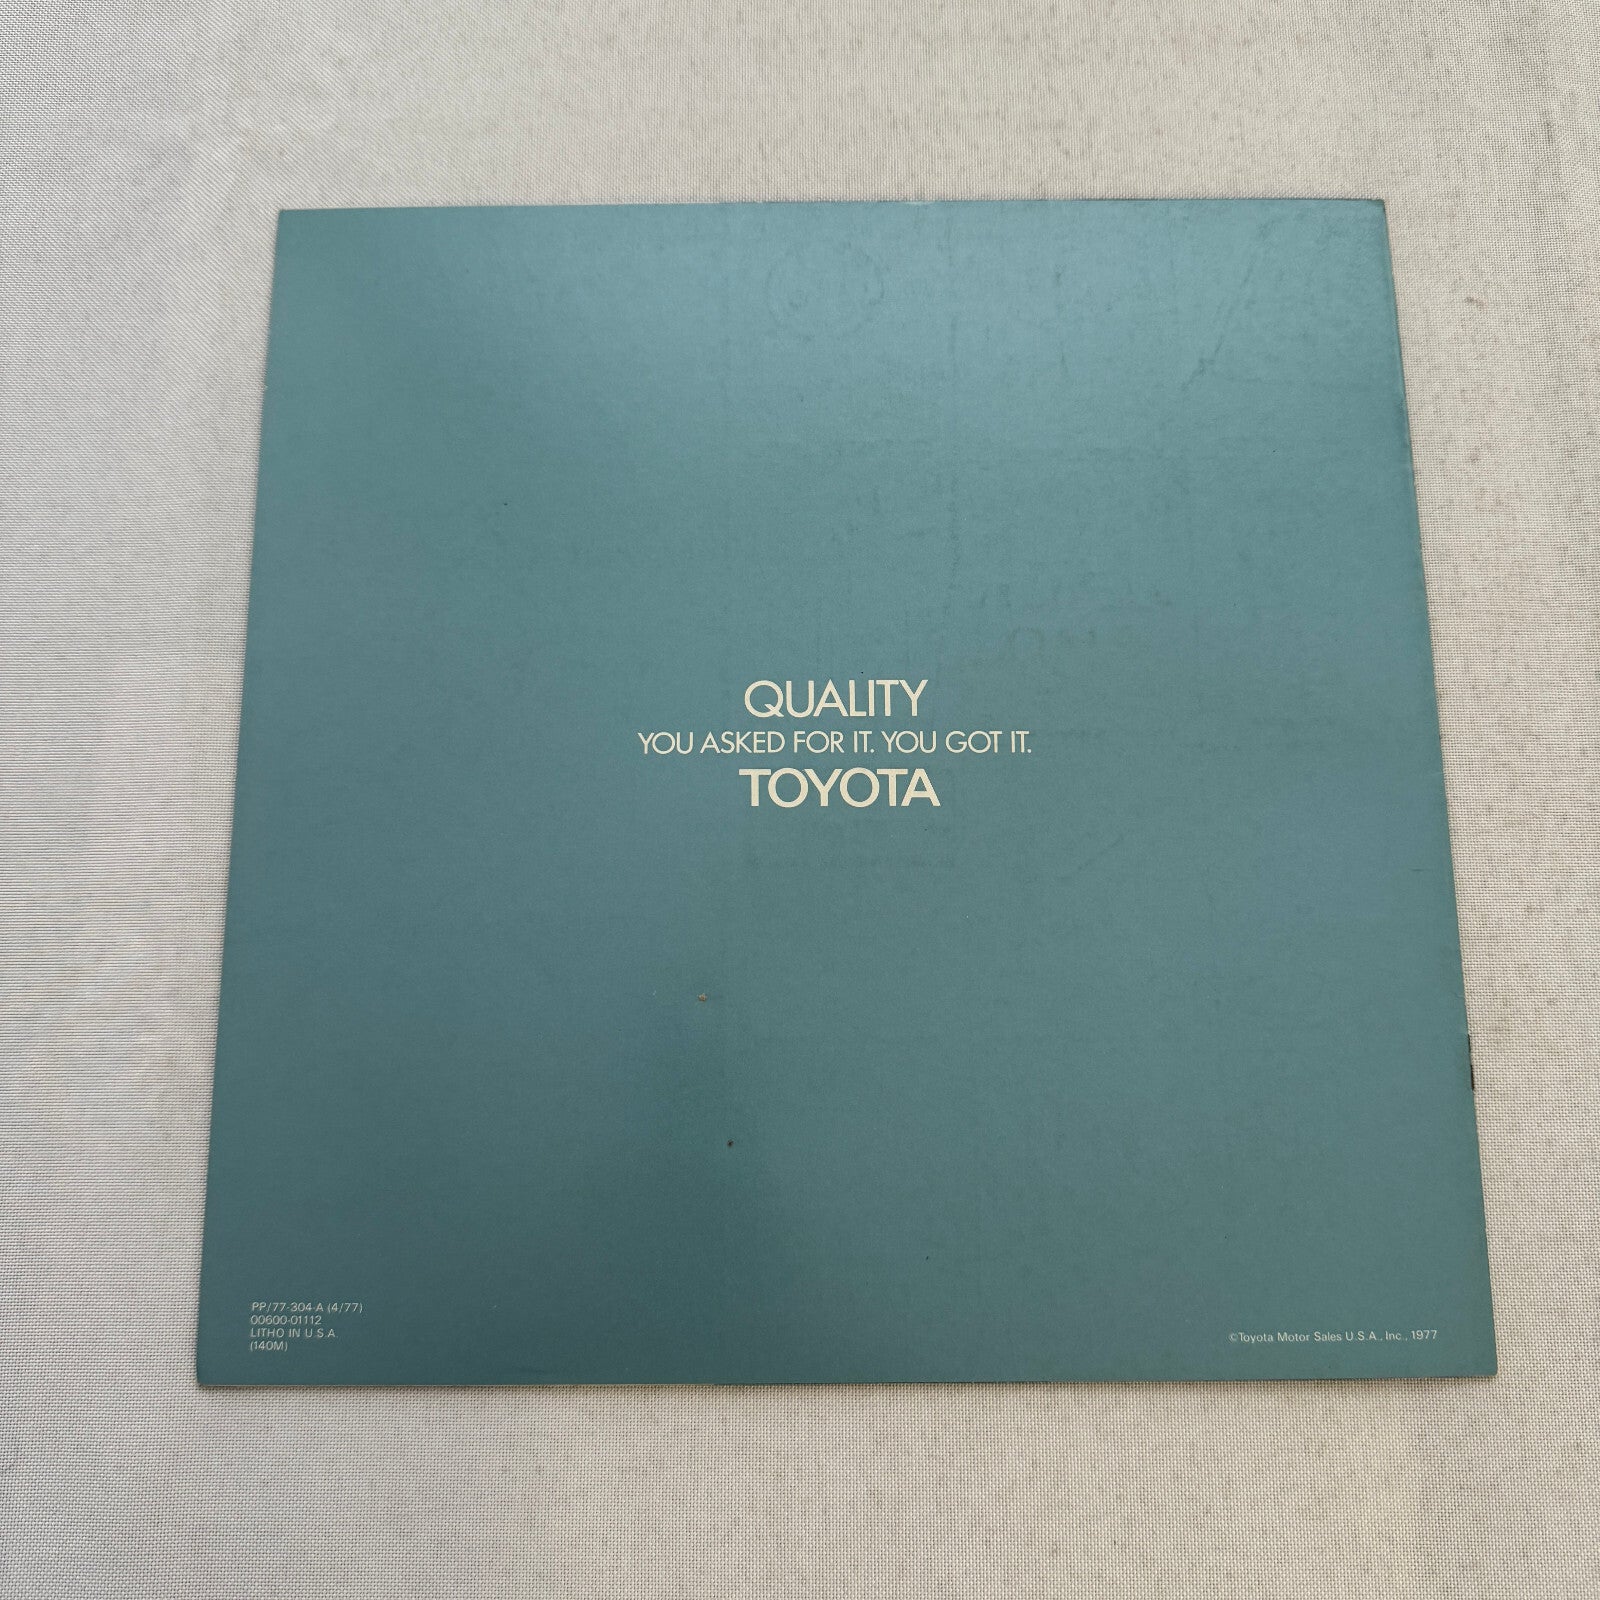 QUALITY
YOU ASKED FOR IT. YOU GOT IT.
TOYOTA
PP/77-304-A (4/77)
00600-01112
LITHO IN U.S.A.
(140M)
©Toyota Motor Sales U.S.A., Inc., 1977